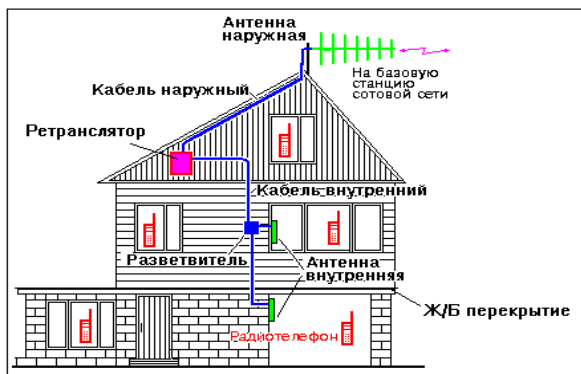 Антенна
наружная
На базовую
станцию
сотовой сети
Кабель наружный
Ретранслятор
Кабель внутренний
Разветвитель
Антенна
внутренняя
Ж/Б перекрытие
Радиотелефон